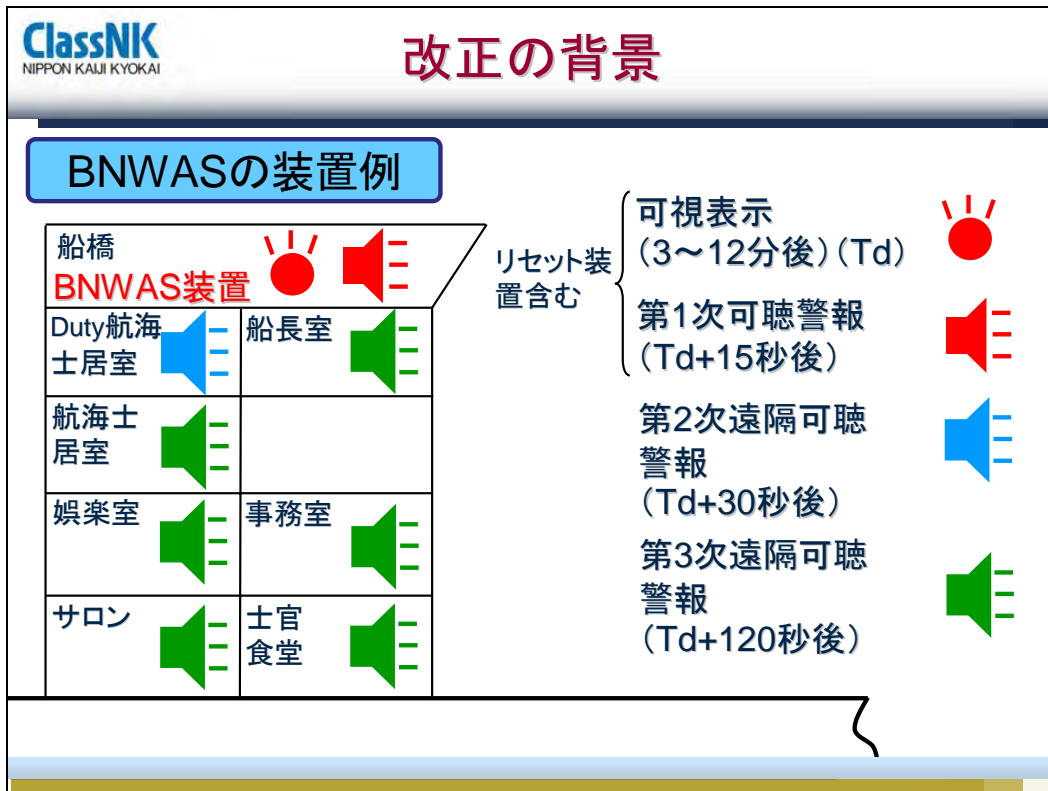 ClassNK
NIPPON KAIJI KYOKAI
改正の背景
BNWASの装置例
船橋
BNWAS装置
Duty航海
士居室
船長室
航海士
居室
娯楽室
事務室
サロン
士官
食堂
リセット装
置含む
可視表示
(3～12分後)(Td)
第1次可聴警報
(Td+15秒後)
第2次遠隔可聴
警報
(Td+30秒後)
第3次遠隔可聴
警報
(Td+120秒後)